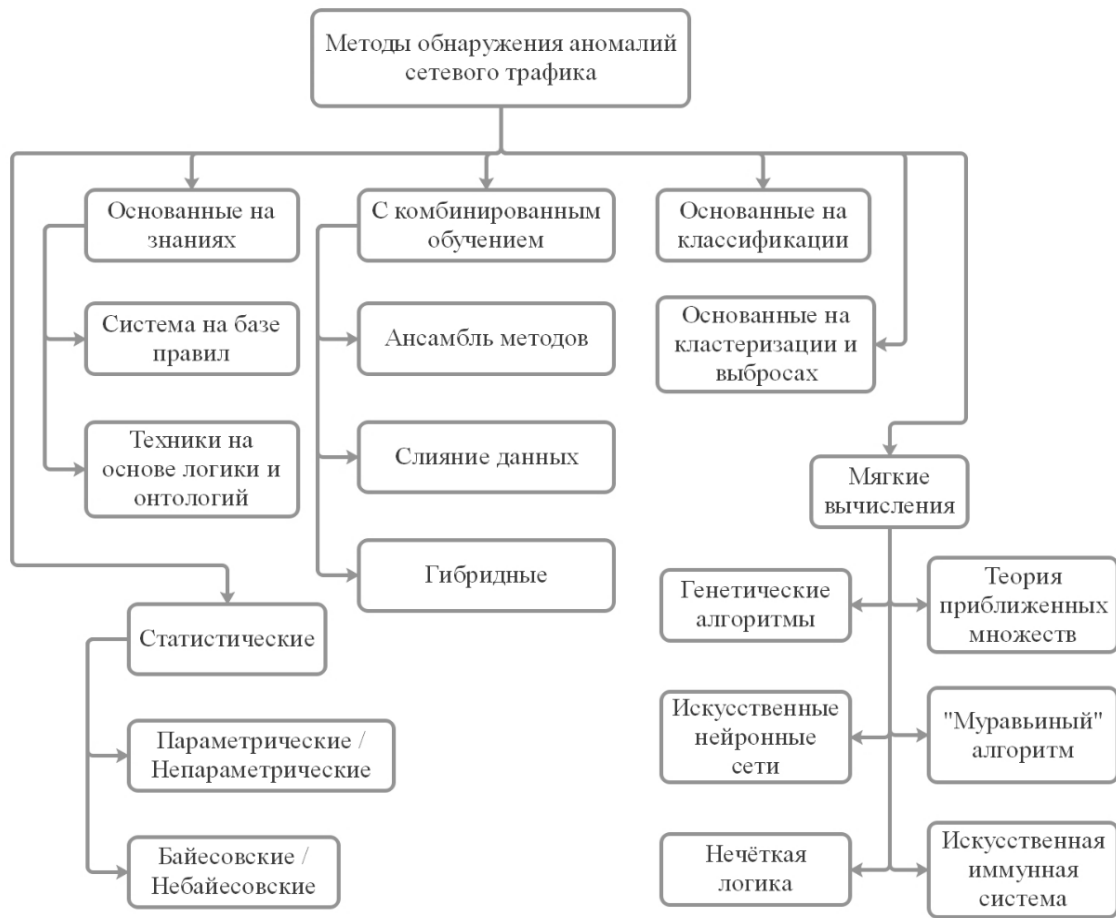 Методы обнаружения аномалий
сетевого трафика
Основанные на
знаниях
С комбинированным
обучением
Основанные на
классификации
Система на базе
правил
Ансамбль методов
Основанные на
кластеризации и
выбросах
Техники на
основе логики и
онтологий
Слияние данных
Мягкие
вычисления
Гибридные
Генетические
алгоритмы
Теория
приближенных
множеств
Статистические
Искусственные
нейронные
сети
"Муравьиный"
алгоритм
Параметрические /
Непараметрические
Байесовские /
Небайесовские
Нечёткая
логика
Искусственная
иммунная
система